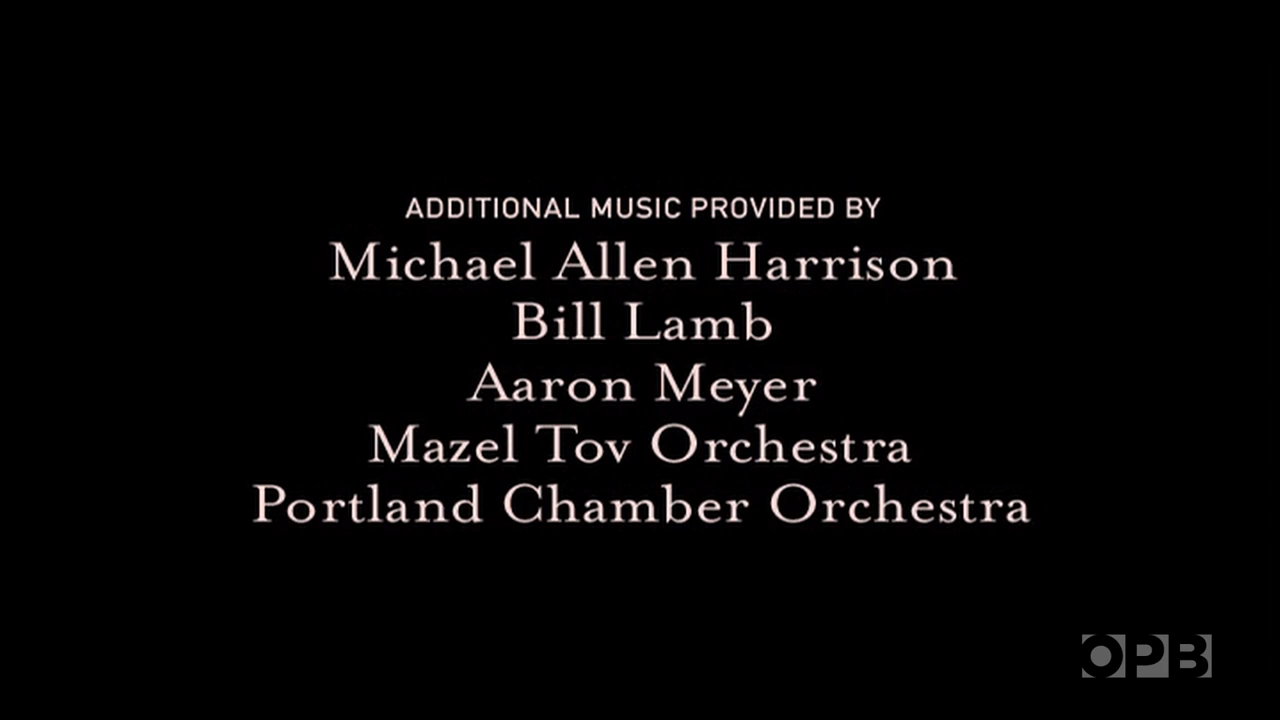 ADDITIONAL MUSIC PROVIDED BY
Michael Allen Harrison
Bill Lamb
Aaron Meyer
Mazel Tov Orchestra
Portland Chamber Orchestra
OPB